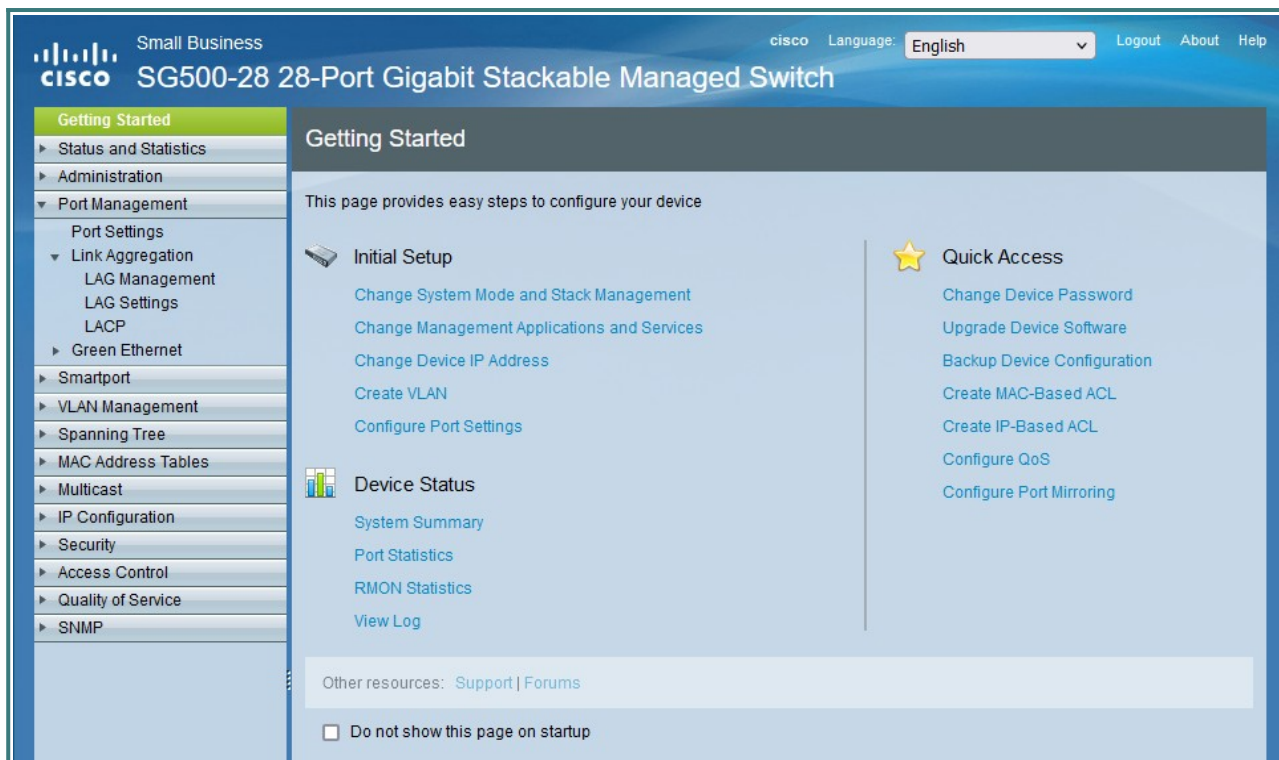 Small Business
cisco Language: English Logout About Help
CISCO SG500-28 28-Port Gigabit Stackable Managed Switch
Getting Started
Status and Statistics
Administration
Port Management
Port Settings
Link Aggregation
LAG Management
LAG Settings
LACP
Green Ethernet
Smartport
VLAN Management
Spanning Tree
MAC Address Tables
Multicast
IP Configuration
Security
Access Control
Quality of Service
SNMP
Getting Started
This page provides easy steps to configure your device
Initial Setup
Change System Mode and Stack Management
Change Management Applications and Services
Change Device IP Address
Create VLAN
Configure Port Settings
Device Status
System Summary
Port Statistics
RMON Statistics
View Log
Quick Access
Change Device Password
Upgrade Device Software
Backup Device Configuration
Create MAC-Based ACL
Create IP-Based ACL
Configure QoS
Configure Port Mirroring
Other resources: Support | Forums
Do not show this page on startup